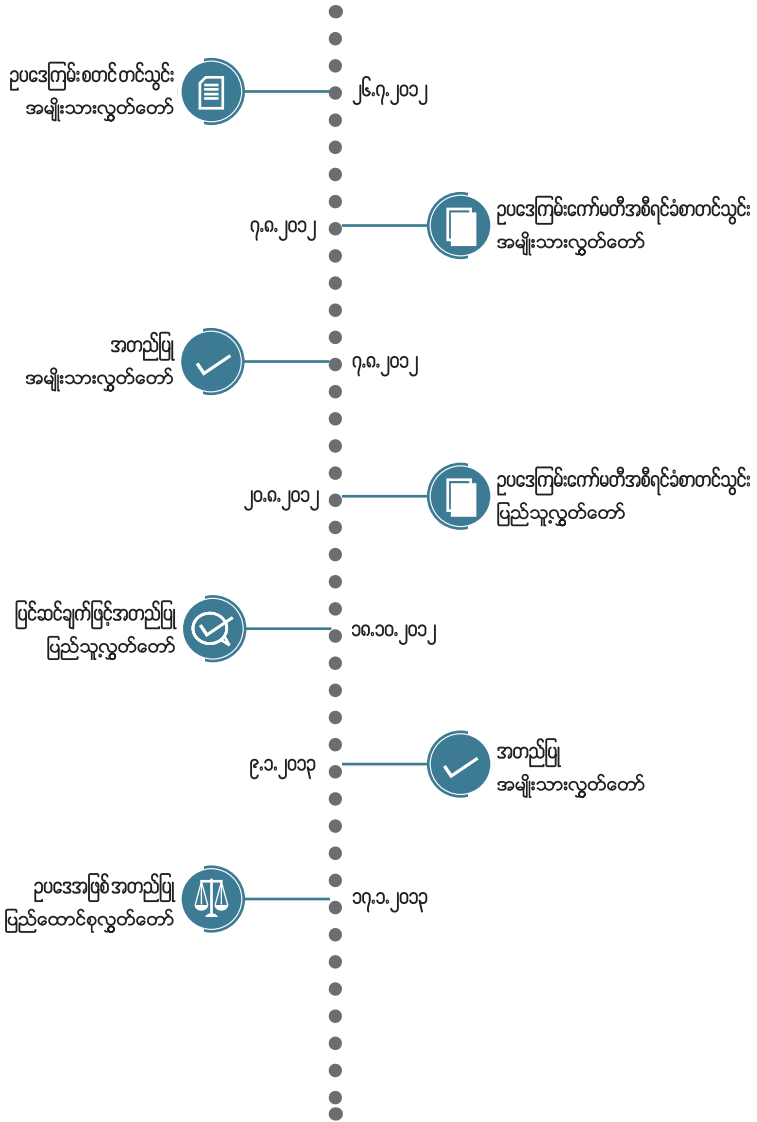 ဥပဒေကြမ်းစတင်တင်သွင်း
အမျိုးသားလွှတ်တော်
၂၆.၇.၂၀၁၂
၇.၈.၂၀၁၂
ဥပဒေကြမ်းကော်မတီအစီရင်ခံစာတင်သွင်း
အမျိုးသားလွှတ်တော်
အတည်ပြု
အမျိုးသားလွှတ်တော်
၇.၈.၂၀၁၂
၂၀.၈.၂၀၁၂
ဥပဒေကြမ်းကော်မတီအစီရင်ခံစာတင်သွင်း
ပြည်သူ့လွှတ်တော်
ပြင်ဆင်ချက်ဖြင့်အတည်ပြု
ပြည်သူ့လွှတ်တော်
၁၈.၁၀.၂၀၁၂
၉.၁.၂၀၁၃
အတည်ပြု
အမျိုးသားလွှတ်တော်
ဥပဒေအဖြစ်အတည်ပြု
ပြည်ထောင်စုလွှတ်တော်
၁၇.၁.၂၀၁၃